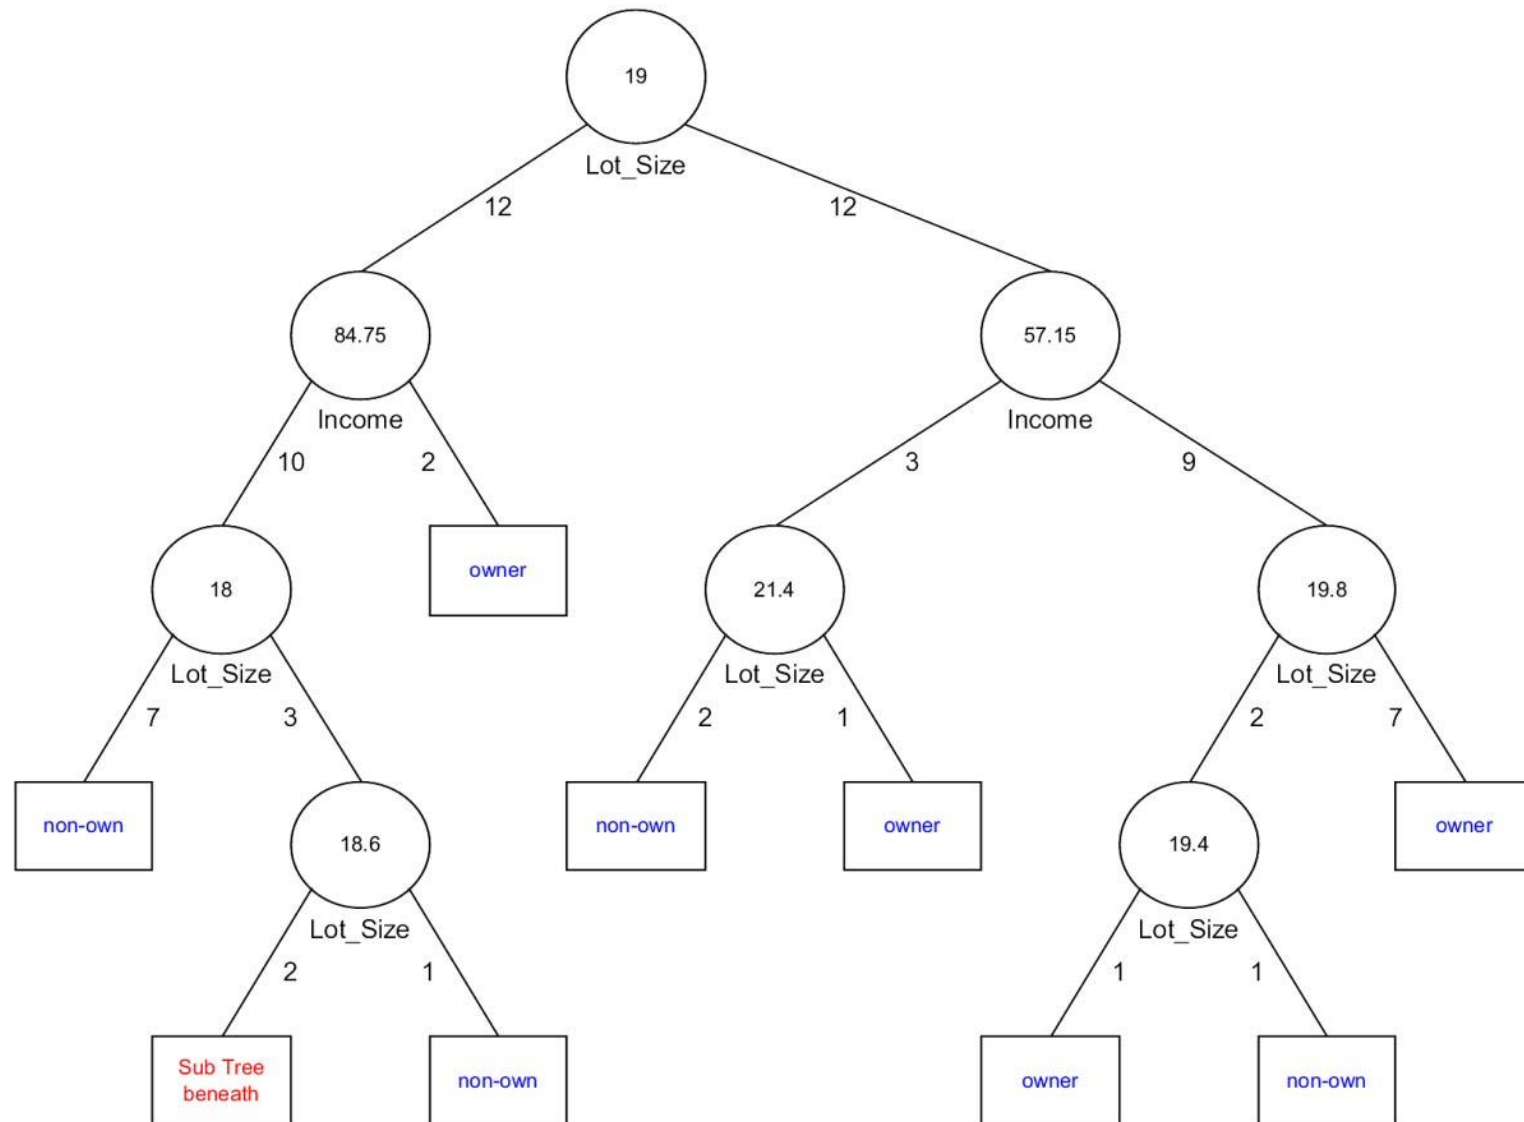 19
Lot_Size
12
12
84.75
57.15
Income
Income
10
2
3
9
18
owner
21.4
19.8
Lot_Size
Lot_Size
Lot_Size
7
3
2
1
2
7
non-own
18.6
non-own
owner
19.4
owner
Lot_Size
Lot_Size
2
1
1
1
Sub Tree
beneath
non-own
owner
non-own